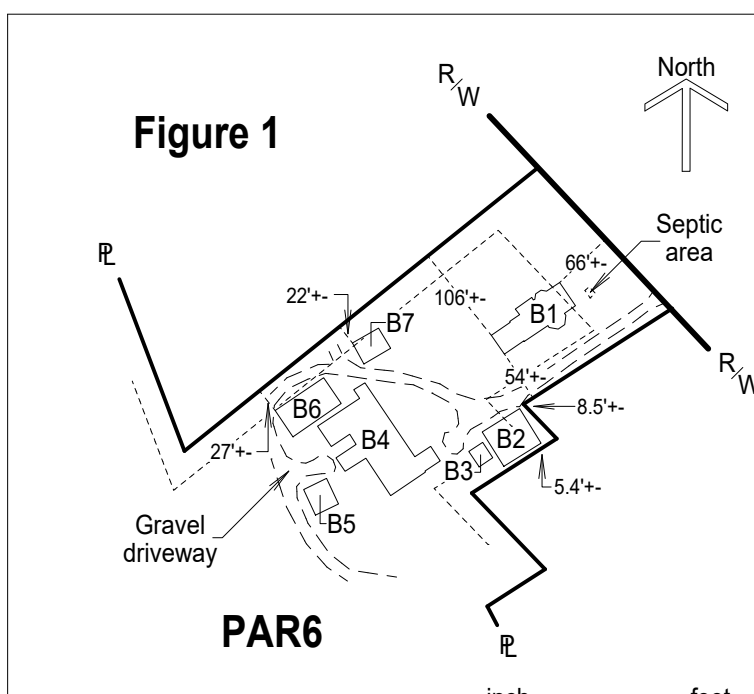 Figure 1
R/W
North
Septic
area
PL
66'+-
22'+-
106'+-
B1
B7
R/W
54'+-
8.5'+-
B6
B2
B4
27'+-
B3
5.4'+-
B5
Gravel
driveway
PAR6
PL